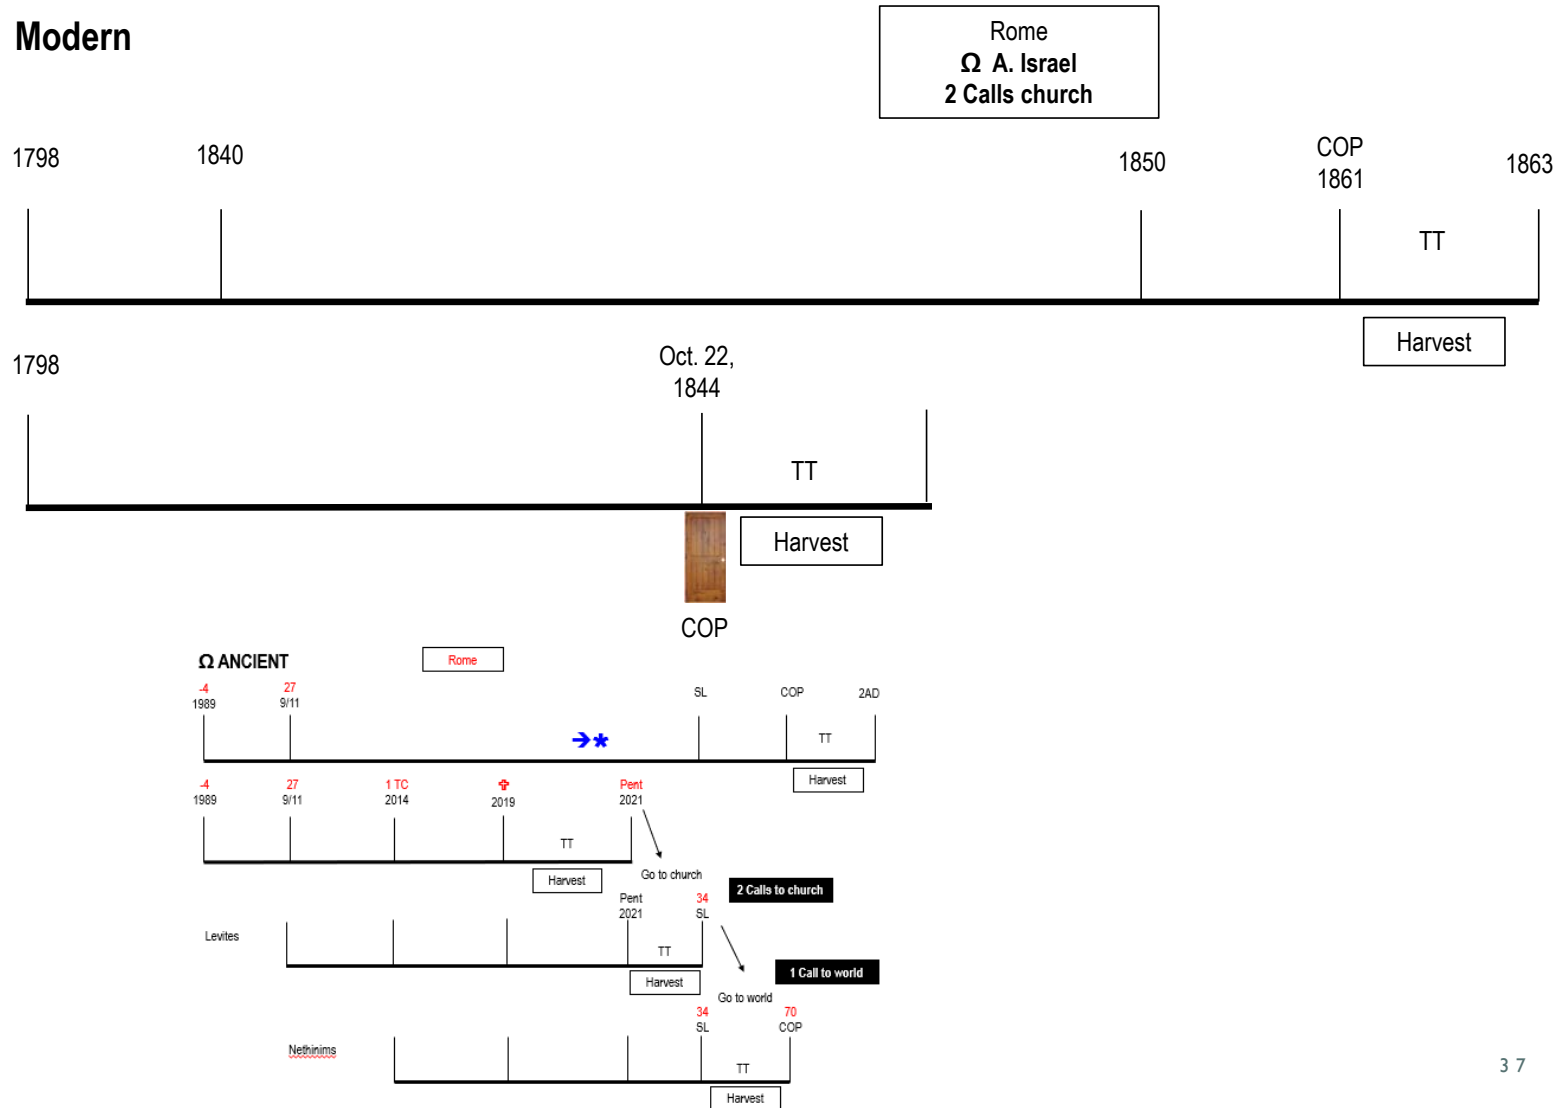 Modern
Rome
Ω A. Israel
2 Calls church
1798
1840
1850
COP
1861
1863
TT
Harvest
1798
Oct. 22,
1844
TT
Harvest
COP
Ω ANCIENT
Rome
-4
1989
27
9/11
SL
COP
2AD
TT
Harvest
-4
1989
27
9/11
1 TC
2014
2019
Pent
2021
TT
Harvest
Go to church
2 Calls to church
Levites
Pent
2021
34
SL
TT
Harvest
1 Call to world
Go to world
Nethinims
34
SL
70
COP
TT
Harvest
37